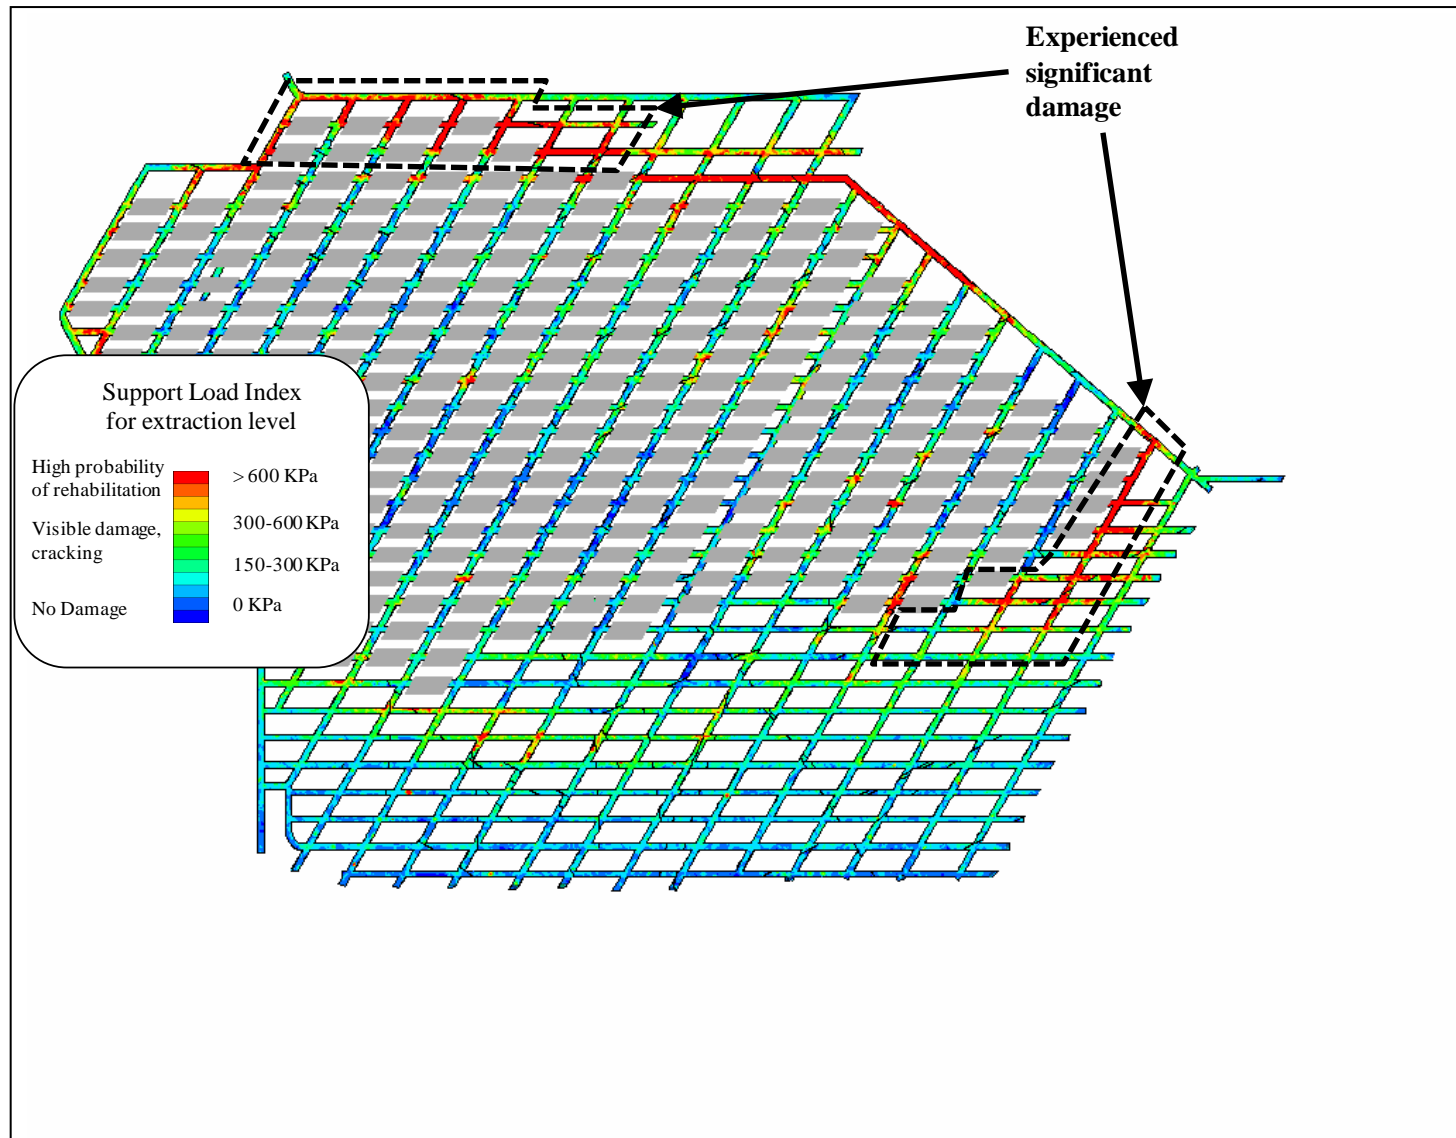 Experienced
significant
damage
Support Load Index
for extraction level
High probability
of rehabilitation
>600 KPa
Visible damage,
cracking
300-600 KPa
150-300 KPa
No Damage
0 KPa